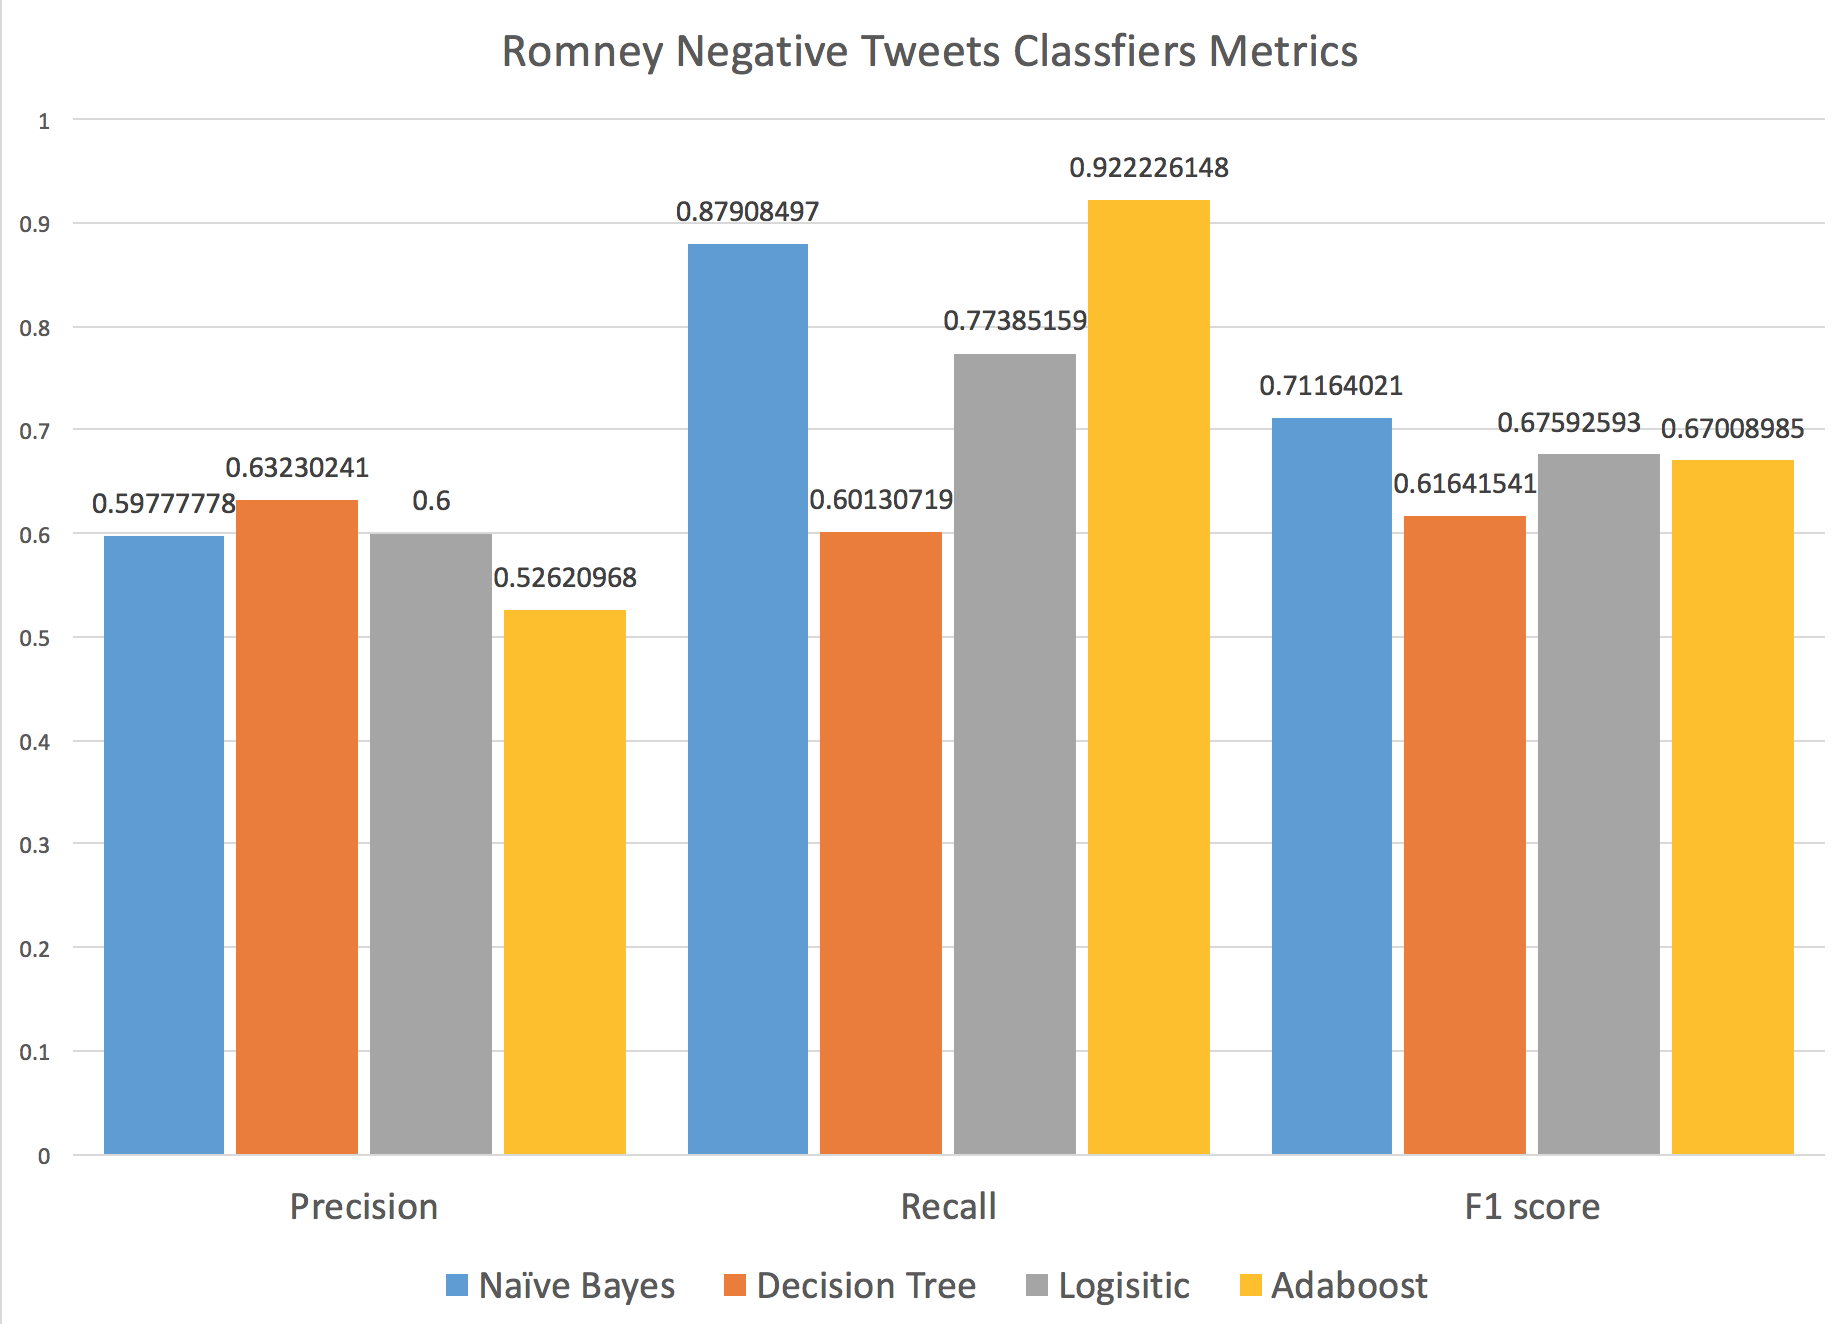 Romney Negative Tweets Classfiers Metrics
1
0.9
0.8
0.7
0.6
0.5
0.4
0.3
0.2
0.1
0
0.59777778
0.63230241
0.6
0.52620968
0.87908497
0.60130719
0.77385159
0.922226148
0.71164021
0.61641541
0.67592593
0.67008985
Precision
Recall
F1 score
Naïve Bayes
Decision Tree
Logisitic
Adaboost